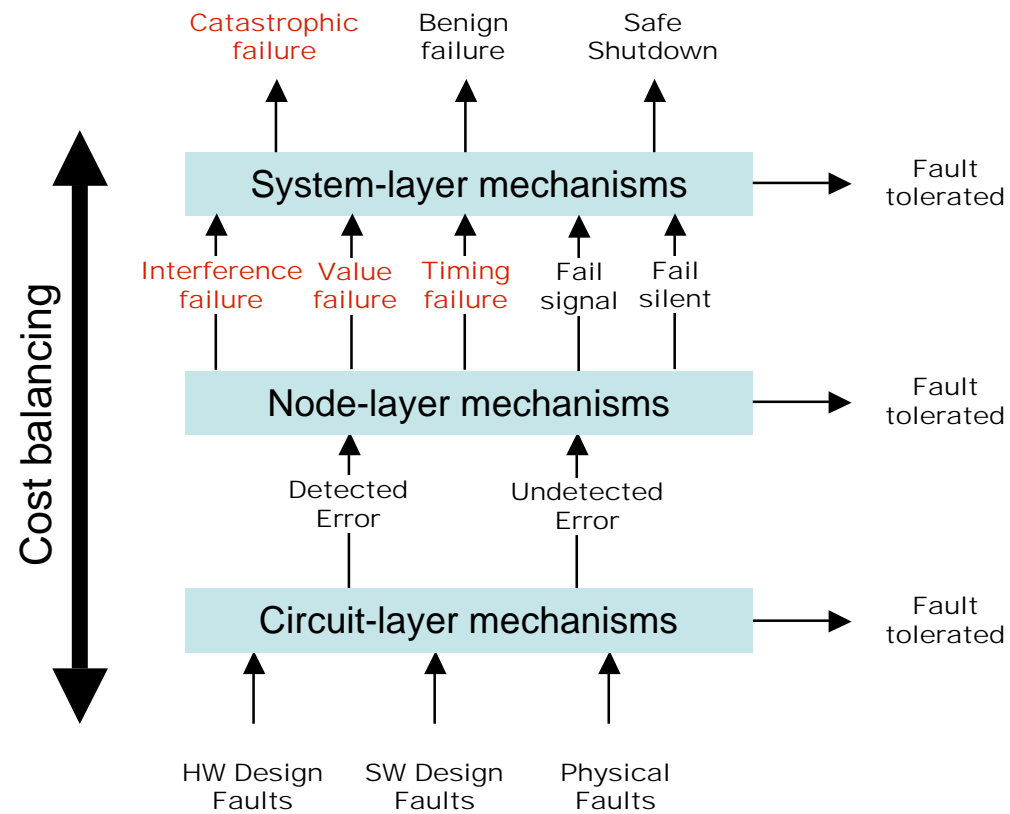 Catastrophic
failure
Benign
failure
Safe
Shutdown
System-layer mechanisms
Fault
tolerated
Interference
failure
Value
failure
Timing
failure
Fail
signal
Fail
silent
Cost balancing
Node-layer mechanisms
Fault
tolerated
Detected
Error
Undetected
Error
Circuit-layer mechanisms
Fault
tolerated
HW Design
Faults
SW Design
Faults
Physical
Faults